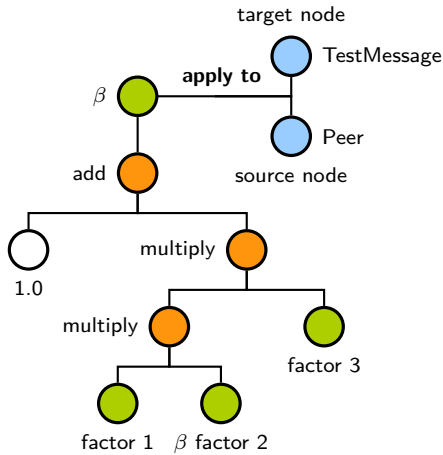 target node
TestMessage
apply to
β
Peer
add
source node
multiply
1.0
multiply
factor 3
factor 1
β factor 2